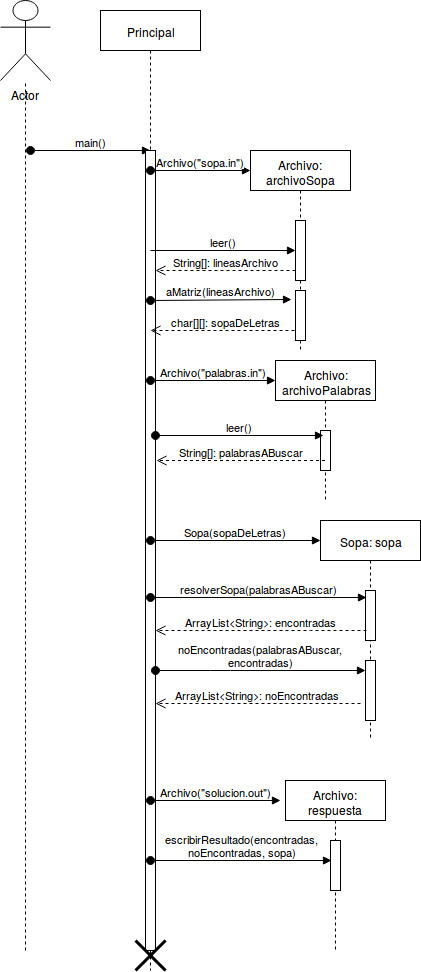 Principal
Actor
main()
Archivo("sopa.in")
Archivo:
archivoSopa
leer()
String[]: lineasArchivo
aMatriz(lineasArchivo)
char[][]: sopaDeLetras
Archivo("palabras.in")
Archivo:
archivoPalabras
leer()
String[]: palabrasABuscar
Sopa(sopaDeLetras)
Sopa: sopa
resolverSopa(palabrasABuscar)
ArrayList<String>: encontradas
noEncontradas(palabrasABuscar,
encontradas)
ArrayList<String>: noEncontradas
Archivo("solucion.out")
Archivo:
respuesta
escribirResultado(encontradas,
noEncontradas, sopa)